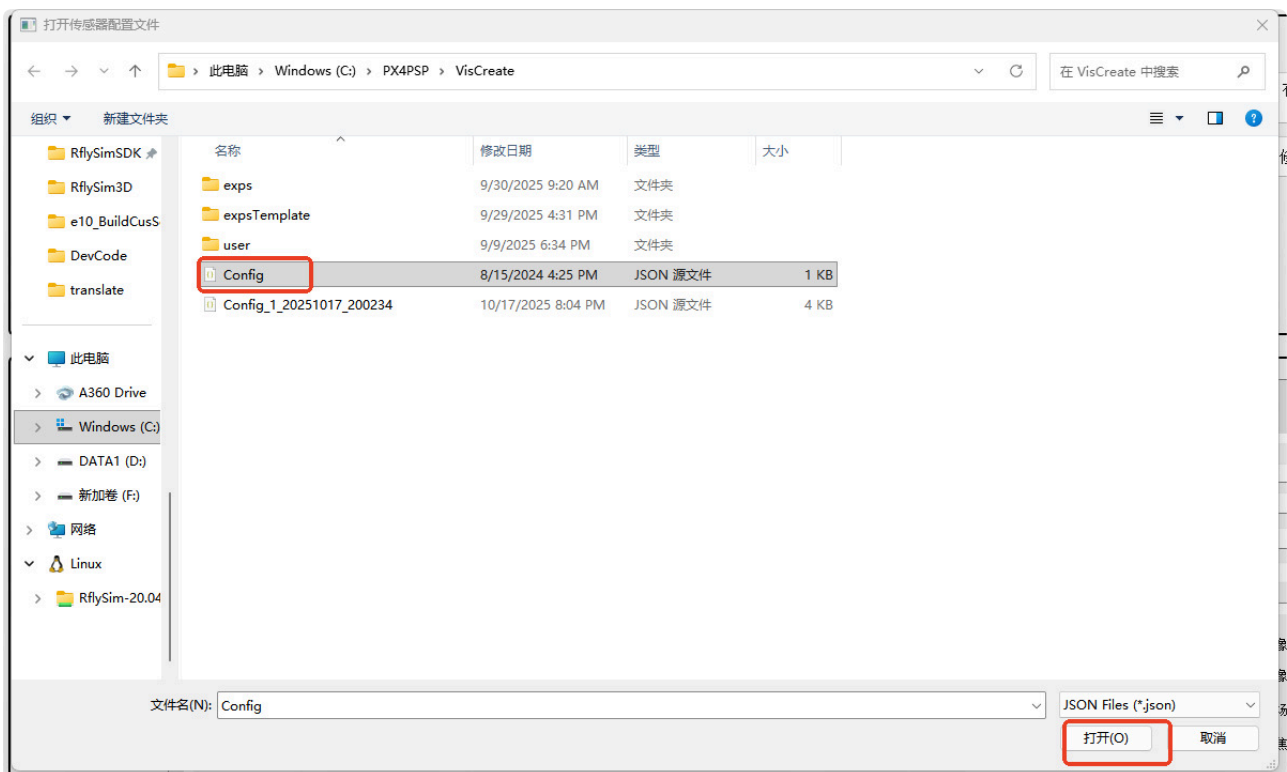 打开传感器配置文件
此电脑 › Windows (C:) › PX4PSP › VisCreate
在 VisCreate 中搜索
组织 新建文件夹
名称 修改日期 类型 大小
RflySimSDK
RflySim3D
e10_BuildCusS
DevCode
translate
此电脑
A360 Drive
Windows (C:)
DATA1 (D:)
新加卷 (F:)
网络
Linux
RflySim-20.04
exps 9/30/2025 9:20 AM 文件夹
expsTemplate 9/29/2025 4:31 PM 文件夹
user 9/9/2025 6:34 PM 文件夹
Config 8/15/2024 4:25 PM JSON 源文件 1 KB
Config_1_20251017_200234 10/17/2025 8:04 PM JSON 源文件 4 KB
文件名(N): Config
JSON Files (*.json)
打开(O) 取消